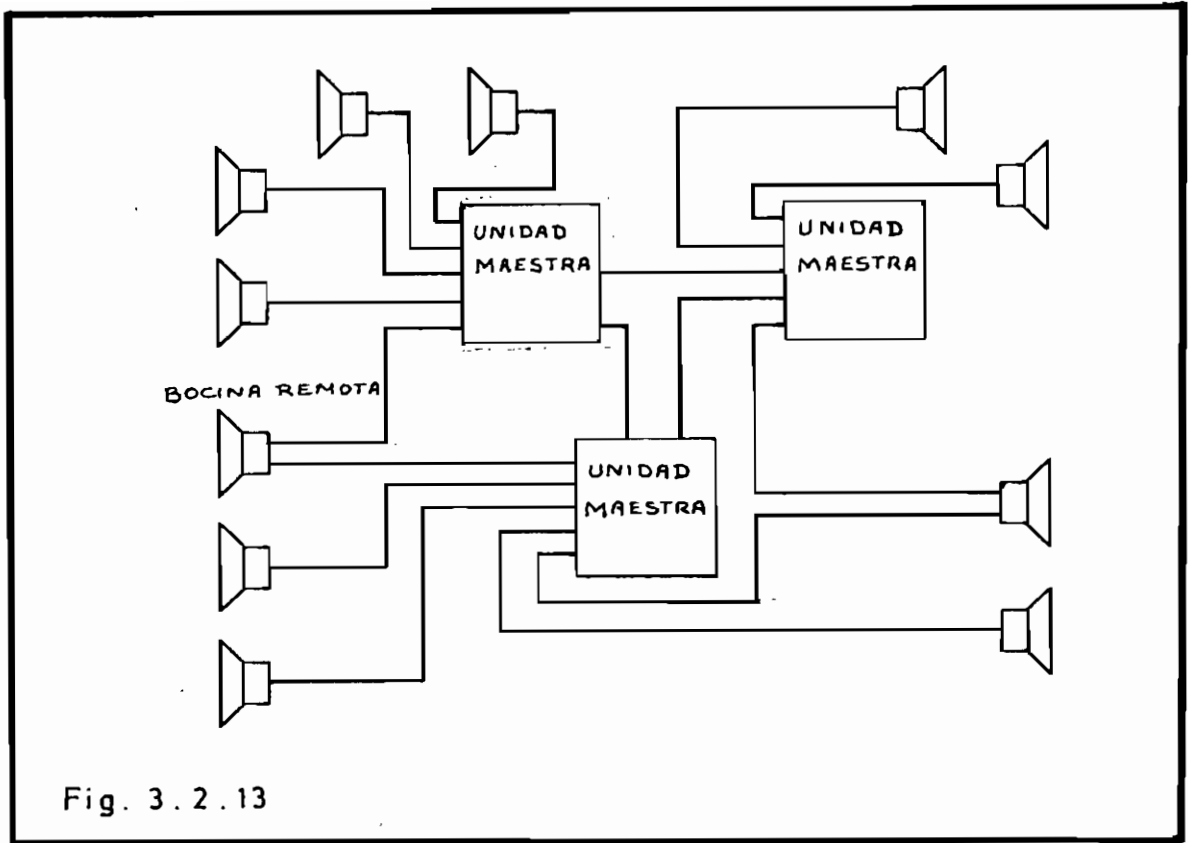 UNIDAD
MAESTRA
UNIDAD
MAESTRA
BOCINA REMOTA
UNIDAD
MAESTRA
Fig. 3.2.13